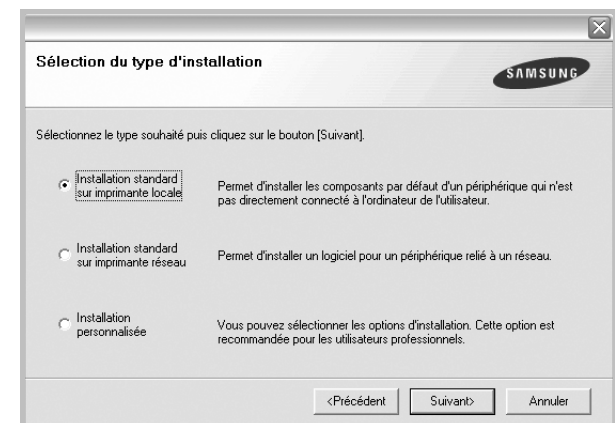 Sélection du type d'installation
SAMSUNG
Sélectionnez le type souhaité puis cliquez sur le bouton [Suivant].
Installation standard
sur imprimante locale
Permet d'installer les composants par défaut d'un périphérique qui n'est
pas directement connecté à l'ordinateur de l'utilisateur.
Installation standard
sur imprimante réseau
Permet d'installer un logiciel pour un périphérique relié à un réseau.
Installation
personnalisée
Vous pouvez sélectionner les options d'installation. Cette option est
recommandée pour les utilisateurs professionnels.
<Précédent
Suivant>
Annuler